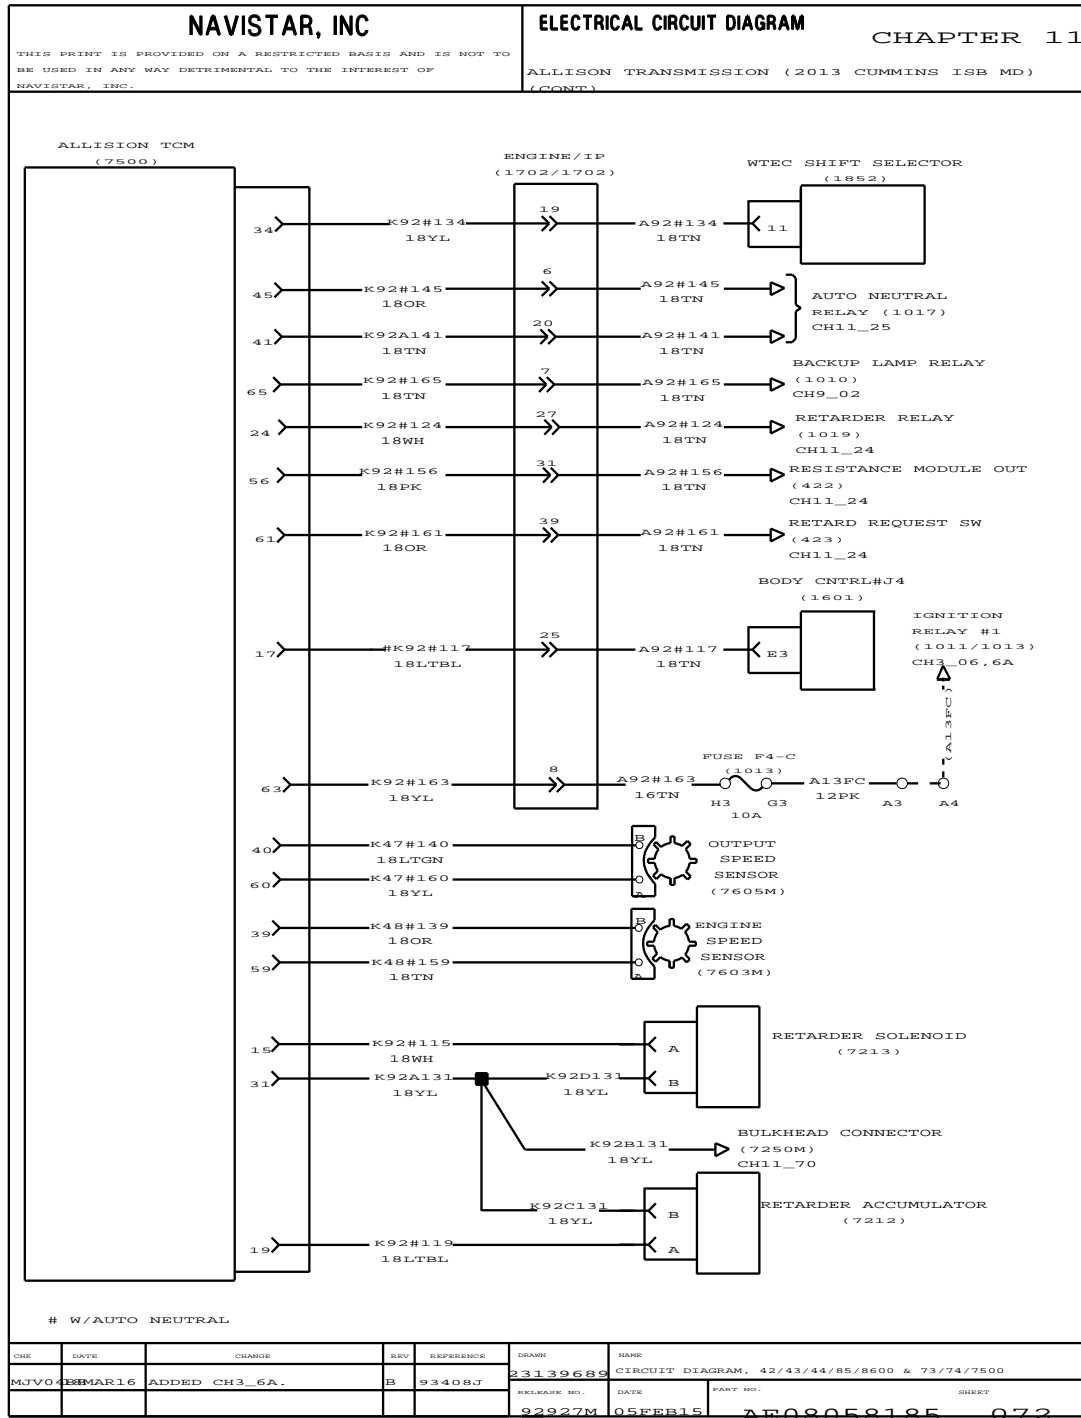 NAVISTAR, INC
THIS PRINT IS PROVIDED ON A RESTRICTED BASIS AND IS NOT TO
BE USED IN ANY WAY DETRIMENTAL TO THE INTEREST OF
NAVISTAR, INC.
ELECTRICAL CIRCUIT DIAGRAM
CHAPTER 11
ALLISON TRANSMISSION (2013 CUMMINS ISB MD)
(CONT)
ALLISION TCM
(7500)
ENGINE/IP
(1702/1702)
WTEC SHIFT SELECTOR
(1852)
34 K92#134 19 A92#134 11
18YL 18TN
45 K92#145 6 A92#145
18OR 18TN
AUTO NEUTRAL
RELAY (1017)
CH11_25
41 K92A141 20 A92#141
18TN 18TN
65 K92#165 7 A92#165
18TN 18TN
BACKUP LAMP RELAY
(1010)
CH9_02
24 K92#124 27 A92#124
18WH 18TN
RETARDER RELAY
(1019)
CH11_24
56 K92#156 31 A92#156
18PK 18TN
RESISTANCE MODULE OUT
(422)
CH11_24
61 K92#161 39 A92#161
18OR 18TN
RETARD REQUEST SW
(423)
CH11_24
BODY CNTRL#J4
(1601)
17 #K92#117 25 A92#117 E3
18LTBL 18TN
IGNITION
RELAY #1
(1011/1013)
CH3_06,6A
(A13FC)
FUSE F4-C
(1013)
63 K92#163 8 A92#163 A13FC
18YL 16TN H3 G3 12PK A3 A4
10A
40 K47#140 B
18LTGN
60 K47#160 A
18YL
OUTPUT
SPEED
SENSOR
(7605M)
39 K48#139 B
18OR
59 K48#159 A
18TN
ENGINE
SPEED
SENSOR
(7603M)
15 K92#115 A
18WH
RETARDER SOLENOID
(7213)
31 K92A131 K92D131 B
18YL 18YL
K92B131
18YL
BULKHEAD CONNECTOR
(7250M)
CH11_70
K92C131 B
18YL
RETARDER ACCUMULATOR
(7212)
19 K92#119 A
18LTBL
# W/AUTO NEUTRAL
CHK DATE CHANGE REV REFERENCE
MAR16 ADDED CH3_6A. B 93408J
DRAWN
23139689
NAME
CIRCUIT DIAGRAM, 42/43/44/85/8600 & 73/74/7500
RELEASE NO. DATE PART NO. SHEET
92927M 05FEB15 AE08058185 072